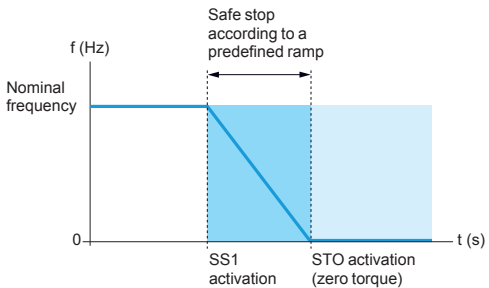 Safe stop
according to a
predefined ramp
f (Hz)
Nominal
frequency
0
t (s)
SS1
activation
STO activation
(zero torque)